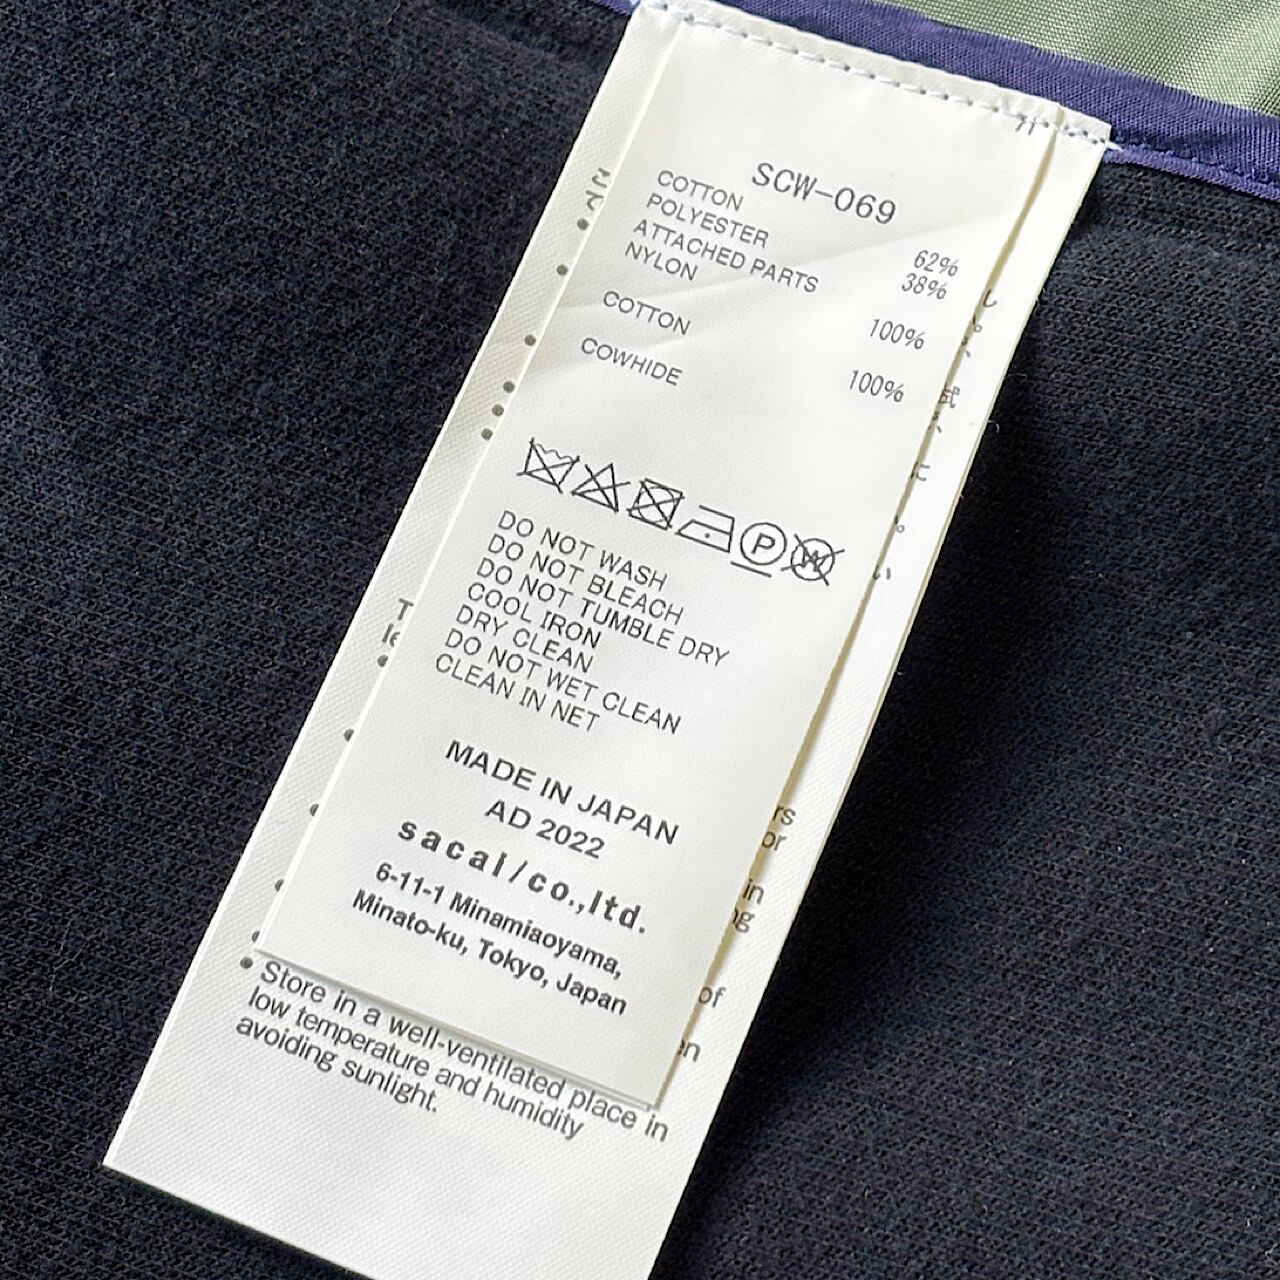 SCW-069
COTTON 62%
POLYESTER 38%
ATTACHED PARTS
NYLON 100%
COTTON 100%
COWHIDE
P
W
DO NOT WASH
DO NOT BLEACH
DO NOT TUMBLE DRY
COOL IRON
DRY CLEAN
DO NOT WET CLEAN
CLEAN IN NET
MADE IN JAPAN
AD 2022
sacai/co.,ltd.
6-11-1 Minamiaoyama,
Minato-ku, Tokyo, Japan
of
• Store in a well-ventilated place in
low temperature and humidity
avoiding sunlight.